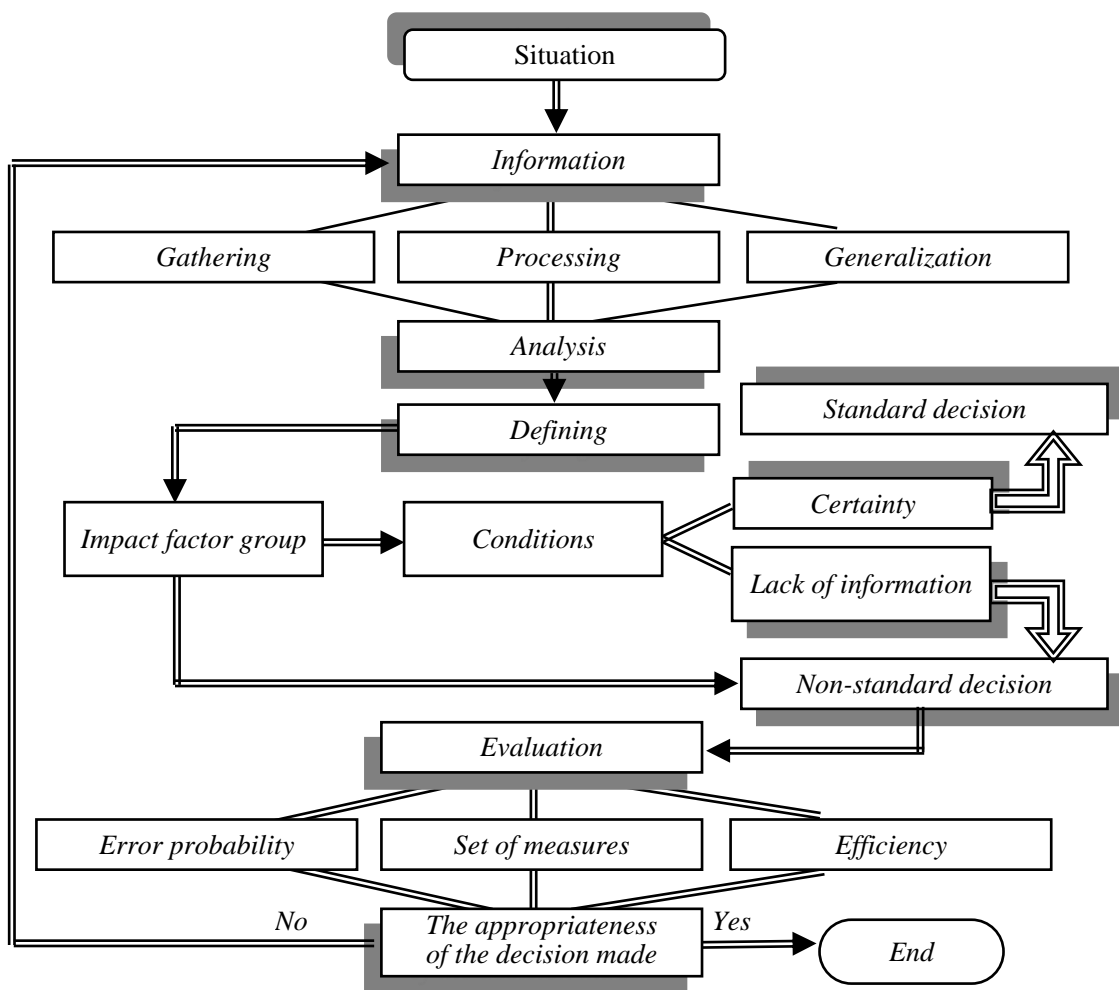 Situation
Information
Gathering
Processing
Generalization
Analysis
Standard decision
Defining
Certainty
Impact factor group
Conditions
Lack of information
Non-standard decision
Evaluation
Error probability
Set of measures
Efficiency
No
The appropriateness
of the decision made
Yes
End